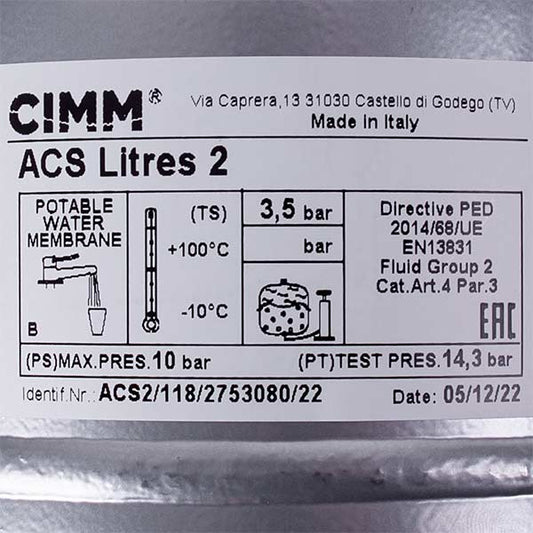 CIMM®
Via Caprera,13 31030 Castello di Godego (TV)
Made In Italy
ACS Litres 2
POTABLE
WATER
MEMBRANE
B
(TS)
+100°C
-10°C
3,5 bar
bar
Directive PED
2014/68/UE
EN13831
Fluid Group 2
Cat.Art.4 Par.3
EAC
(PS)MAX.PRES.10 bar
(PT)TEST PRES.14,3 bar
Identif.Nr.: ACS2/118/2753080/22
Date: 05/12/22